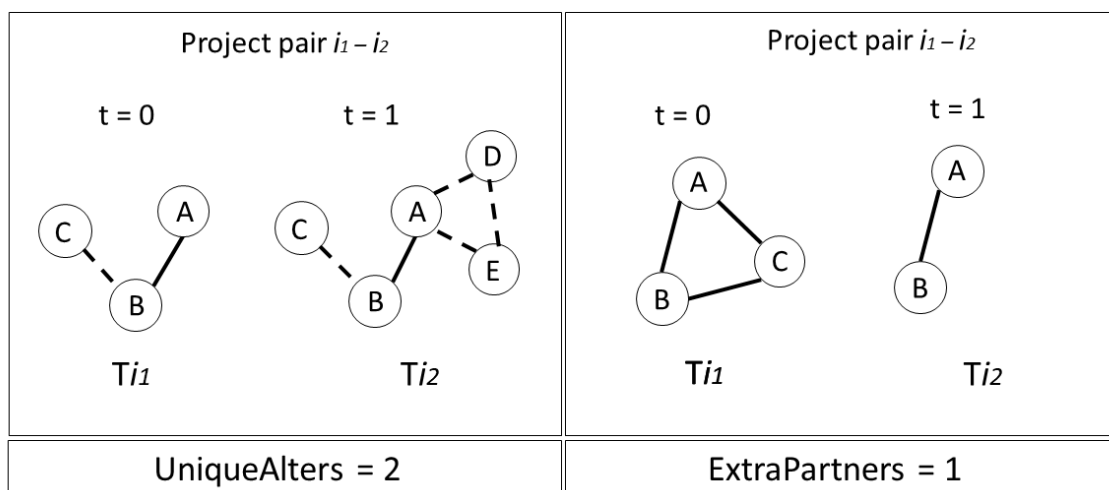 Project pair i1 – i2
t = 0
t = 1
D
A
C
A
C
E
B
B
Ti1
Ti2
UniqueAlters = 2
Project pair i1 – i2
t = 0
t = 1
A
A
C
B
B
Ti1
Ti2
ExtraPartners = 1